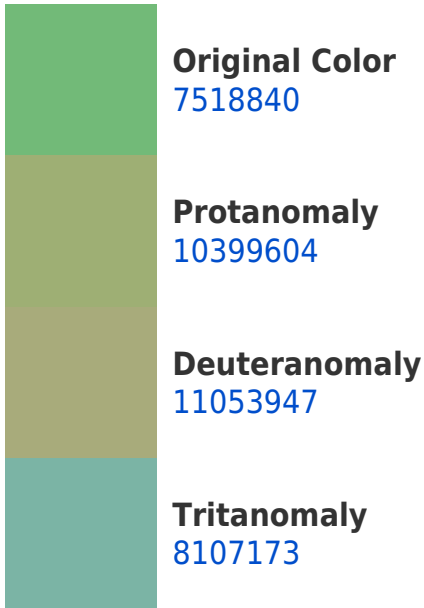 Original Color
7518840
Protanomaly
10399604
Deuteranomaly
11053947
Tritanomaly
8107173